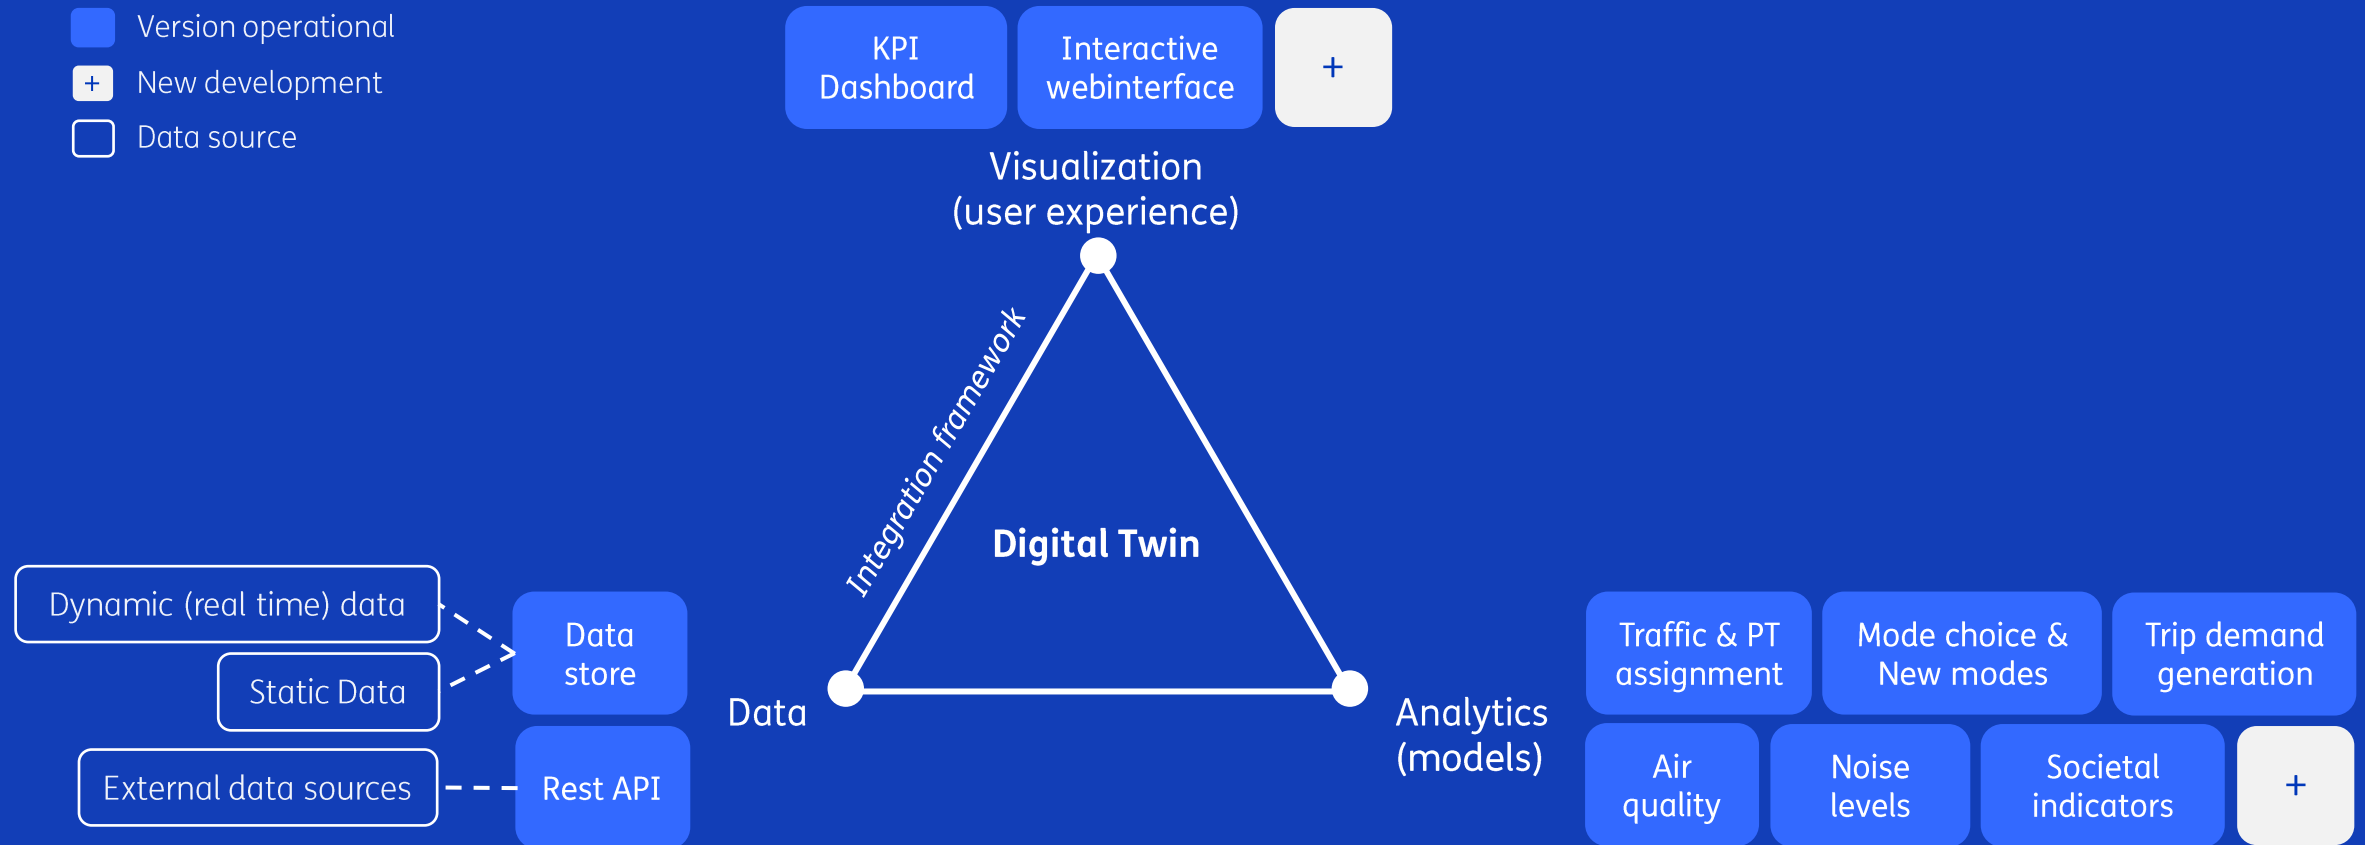 Version operational
+
New development
Data source
KPI
Dashboard
Interactive
webinterface
+
Visualization
(user experience)
Integration framework
Digital Twin
Dynamic (real time) data
Static Data
External data sources
Data
store
Rest API
Data
Analytics
(models)
Traffic & PT
assignment
Mode choice &
New modes
Trip demand
generation
Air
quality
Noise
levels
Societal
indicators
+